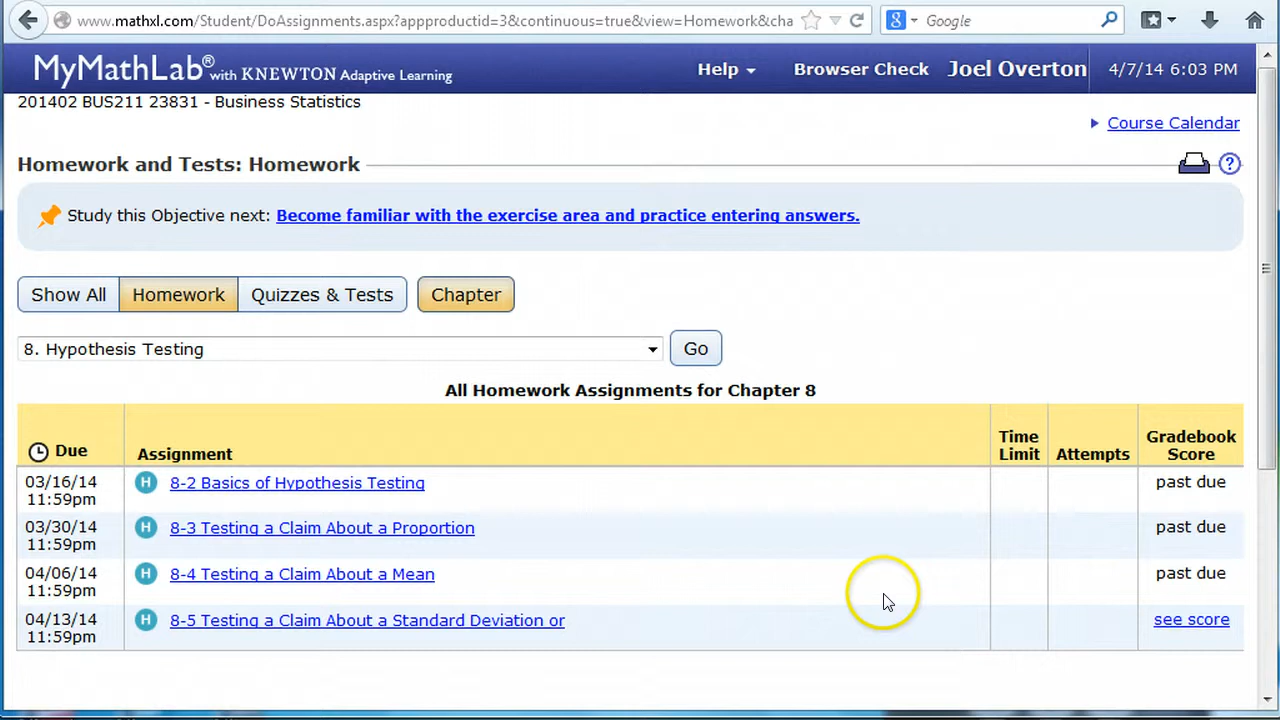 www.mathxl.com/Student/DoAssignments.aspx?appproductid=3&continuous=true&view=Homework&cha
Google
MyMathLab® with KNEWTON Adaptive Learning
Help
Browser Check
Joel Overton
4/7/14 6:03 PM
201402 BUS211 23831 - Business Statistics
Course Calendar
Homework and Tests: Homework
?
Study this Objective next: Become familiar with the exercise area and practice entering answers.
Show All
Homework
Quizzes & Tests
Chapter
8. Hypothesis Testing
Go
All Homework Assignments for Chapter 8
Due
Assignment
Time Limit
Attempts
Gradebook Score
03/16/14 11:59pm
H
8-2 Basics of Hypothesis Testing
past due
03/30/14 11:59pm
H
8-3 Testing a Claim About a Proportion
past due
04/06/14 11:59pm
H
8-4 Testing a Claim About a Mean
past due
04/13/14 11:59pm
H
8-5 Testing a Claim About a Standard Deviation or
see score